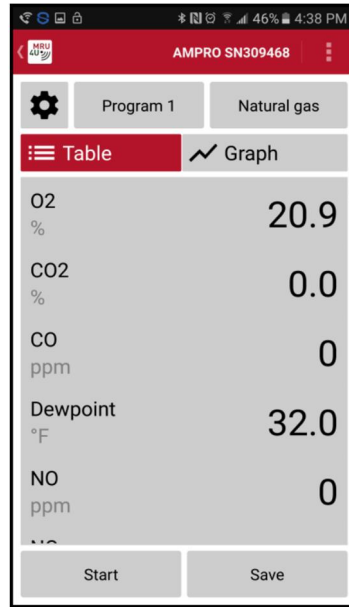 46% 4:38 PM
MRU
4U
AMPRO SN309468
Program 1
Natural gas
Table
Graph
O2
%
20.9
CO2
%
0.0
CO
ppm
0
Dewpoint
°F
32.0
NO
ppm
0
Start
Save